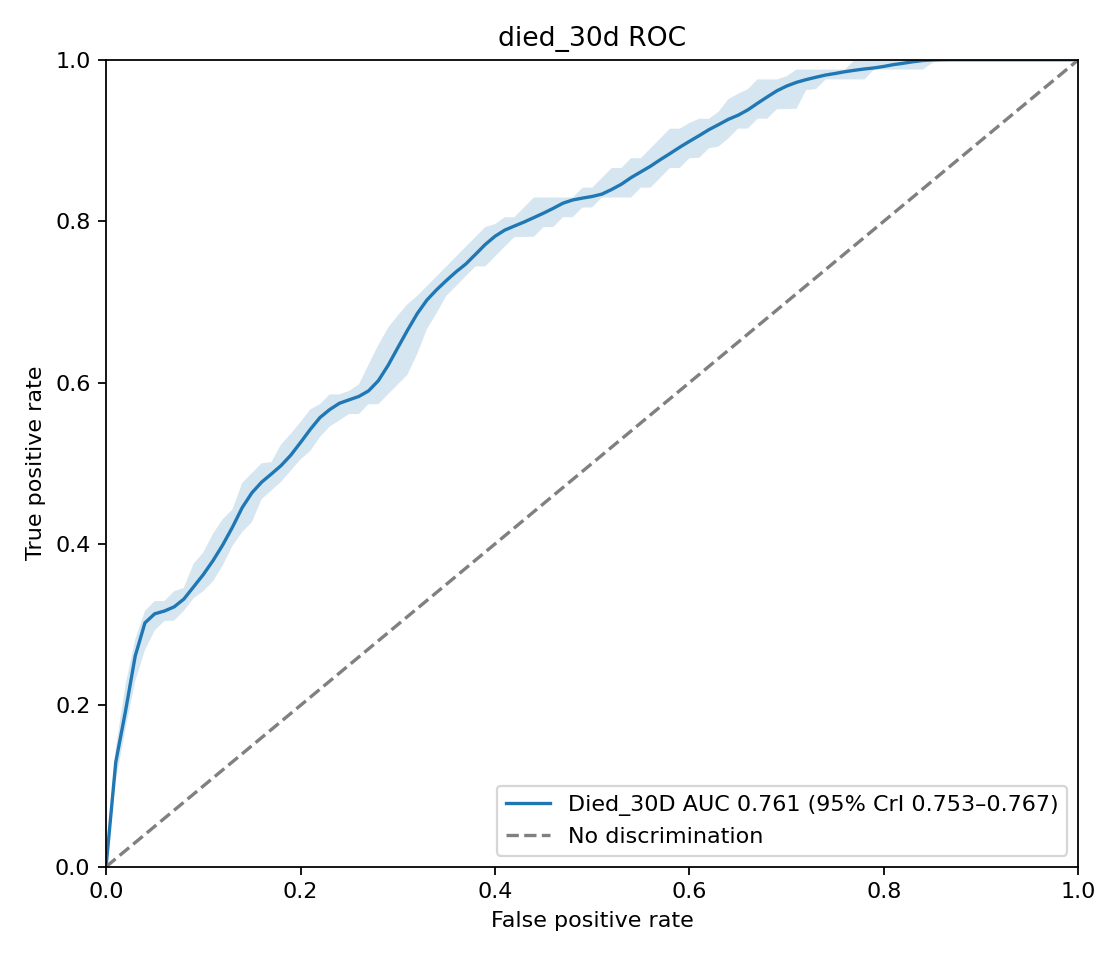 died_30d ROC
1.0
0.8
0.6
0.4
0.2
0.0
True positive rate
0.0 0.2 0.4 0.6 0.8 1.0
False positive rate
Died_30D AUC 0.761 (95% CrI 0.753–0.767)
No discrimination